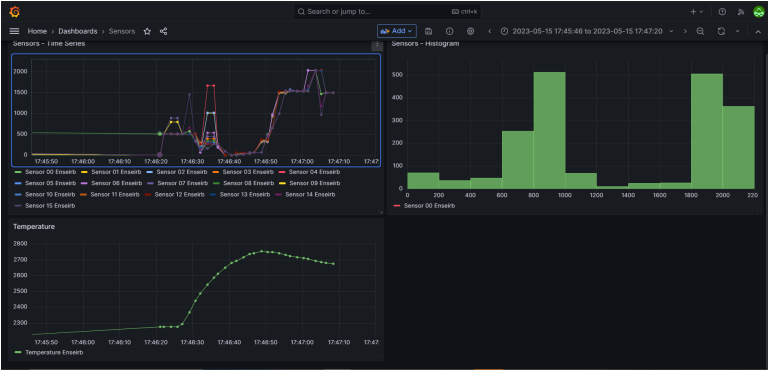 Search or jump to...
ctrl+k
Home > Dashboards > Sensors
Add
2023-05-15 17:45:46 to 2023-05-15 17:47:20
Sensors - Time Series
2000
1500
1000
500
0
17:45:50 17:46:00 17:46:10 17:46:20 17:46:30 17:46:40 17:46:50 17:47:00 17:47:10 17:47
Sensor 00 Enseirb Sensor 01 Enseirb Sensor 02 Enseirb Sensor 03 Enseirb Sensor 04 Enseirb
Sensor 05 Enseirb Sensor 06 Enseirb Sensor 07 Enseirb Sensor 08 Enseirb Sensor 09 Enseirb
Sensor 10 Enseirb Sensor 11 Enseirb Sensor 12 Enseirb Sensor 13 Enseirb Sensor 14 Enseirb
Sensor 15 Enseirb
Sensors - Histogram
500
400
300
200
100
0
0 200 400 600 800 1000 1200 1400 1600 1800 2000 220
Sensor 00 Enseirb
Temperature
2800
2700
2600
2500
2400
2300
17:45:50 17:46:00 17:46:10 17:46:20 17:46:30 17:46:40 17:46:50 17:47:00 17:47:10 17:47:
Temperature Enseirb